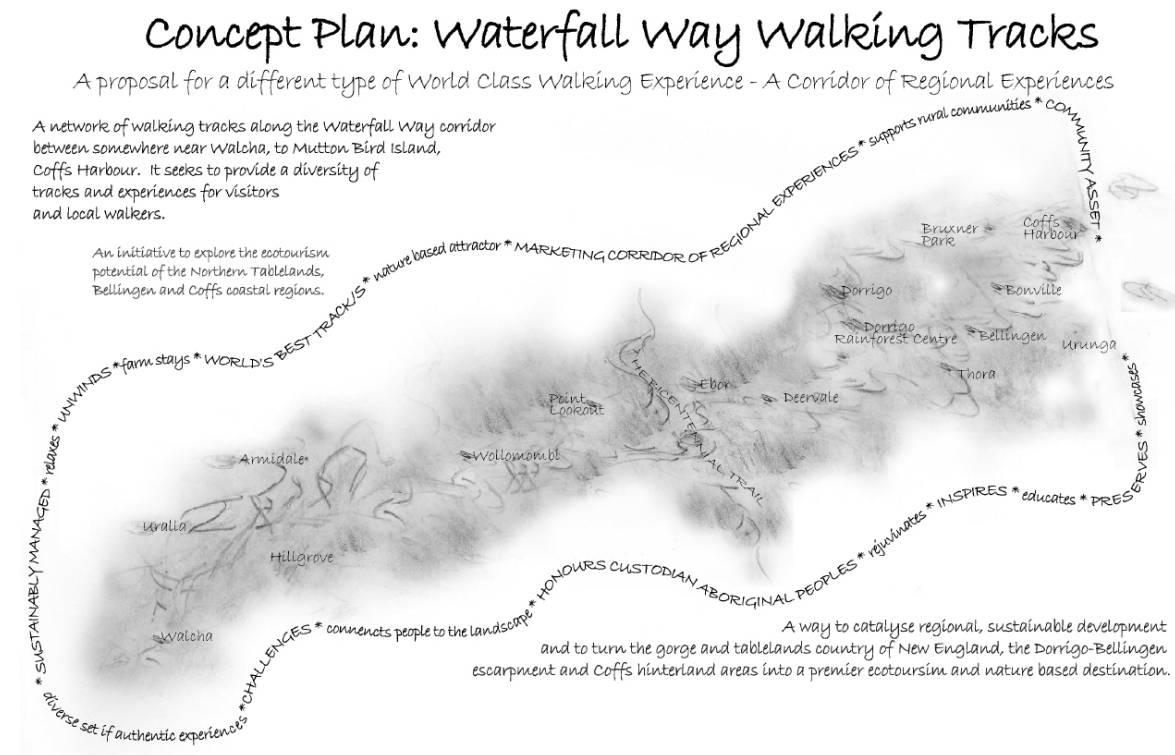 Concept Plan: Waterfall Way Walking Tracks
A proposal for a different type of World Class Walking Experience - A Corridor of Regional Experiences
A network of walking tracks along the Waterfall Way corridor
between somewhere near Walcha, to Mutton Bird Island,
Coffs Harbour. It seeks to provide a diversity of
tracks and experiences for visitors
and local walkers.
An initiative to explore the ecotourism
potential of the Northern Tablelands,
Bellingen and Coffs coastal regions.
* SUSTAINABLY MANAGED * relaxes * UNWINDS * farm stays * WORLD'S BEST TRACK/S * nature based attractor * MARKETING CORRIDOR OF REGIONAL EXPERIENCES * supports rural communities * COMMUNITY ASSET *
Bruxner
Park
Coffs
Harbour
Dorrigo
Bonville
Dorrigo
Rainforest Centre
Bellingen
Urunga
Thora
Ebor
Deervale
Point
Lookout
THE BICENTENNIAL TRAIL
Armidale
Wollomombi
Uralla
Hillgrove
Walcha
diverse set if authentic experiences * CHALLENGES * connencts people to the landscape * HONOURS CUSTODIAN ABORIGINAL PEOPLES * rejuvinates * INSPIRES * educates * PRESERVES * showcases *
A way to catalyse regional, sustainable development
and to turn the gorge and tablelands country of New England, the Dorrigo-Bellingen
escarpment and Coffs hinterland areas into a premier ecotoursim and nature based destination.